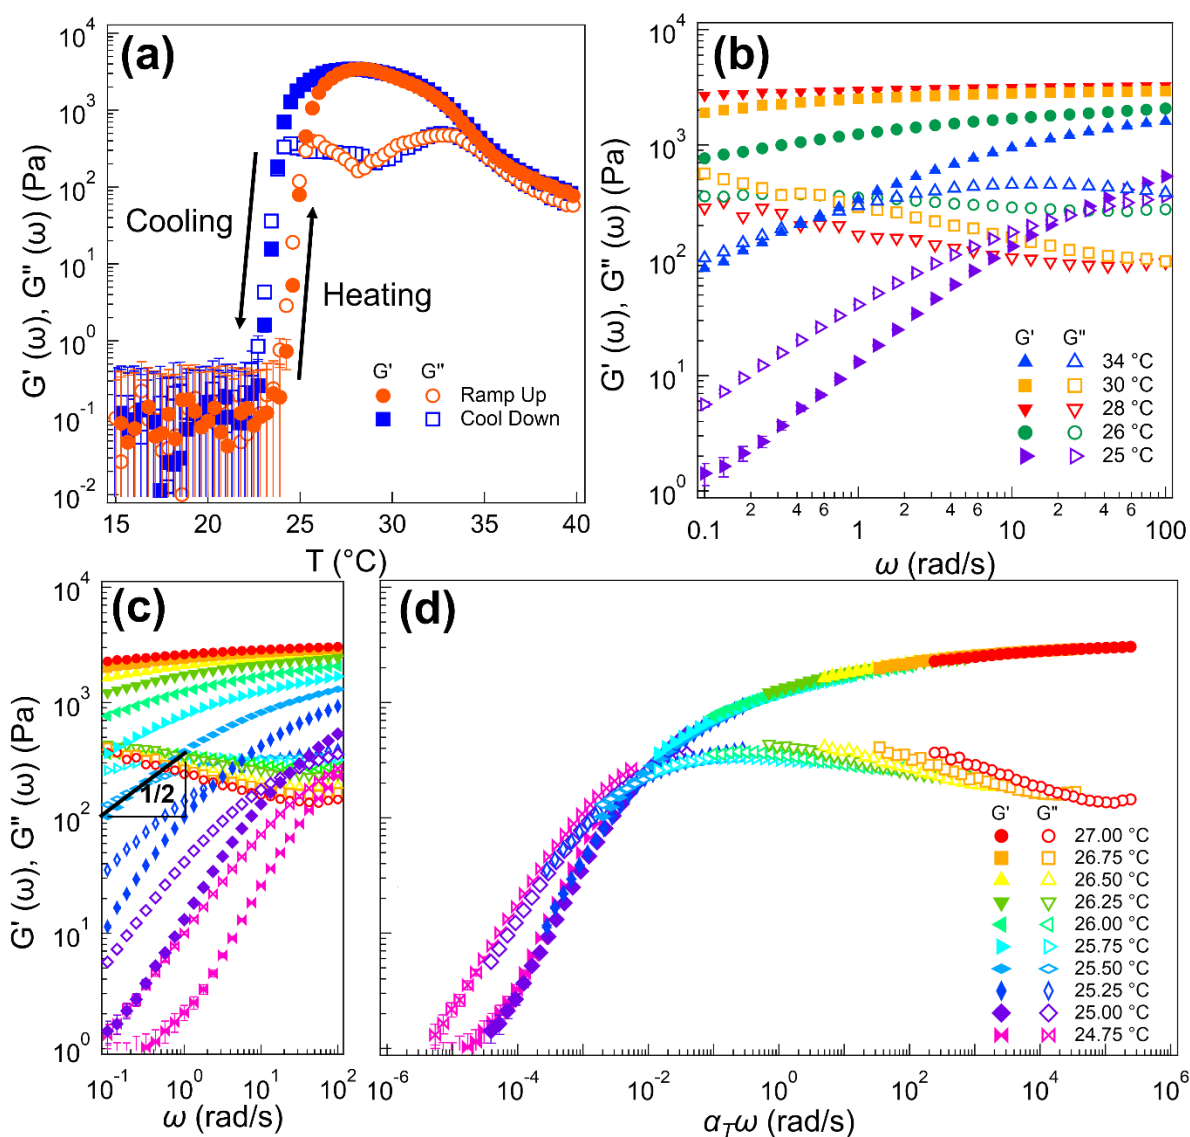 (a)
G' (ω), G" (ω) (Pa)
10⁴
10³
10²
10¹
10⁰
10⁻¹
10⁻²
Cooling
Heating
G' G"
Ramp Up
Cool Down
15 20 25 30 35 40
T (°C)
(b)
G' (ω), G" (ω) (Pa)
10⁴
10³
10²
10¹
10⁰
G' G"
34 °C
30 °C
28 °C
26 °C
25 °C
0.1 2 4 6 1 2 4 6 10 2 4 6 100
ω (rad/s)
(c)
G' (ω), G" (ω) (Pa)
10⁴
10³
10²
10¹
10⁰
1/2
10⁻¹ 10⁰ 10¹ 10²
ω (rad/s)
(d)
G' G"
27.00 °C
26.75 °C
26.50 °C
26.25 °C
26.00 °C
25.75 °C
25.50 °C
25.25 °C
25.00 °C
24.75 °C
10⁻⁶ 10⁻⁴ 10⁻² 10⁰ 10² 10⁴ 10⁶
α_Tω (rad/s)